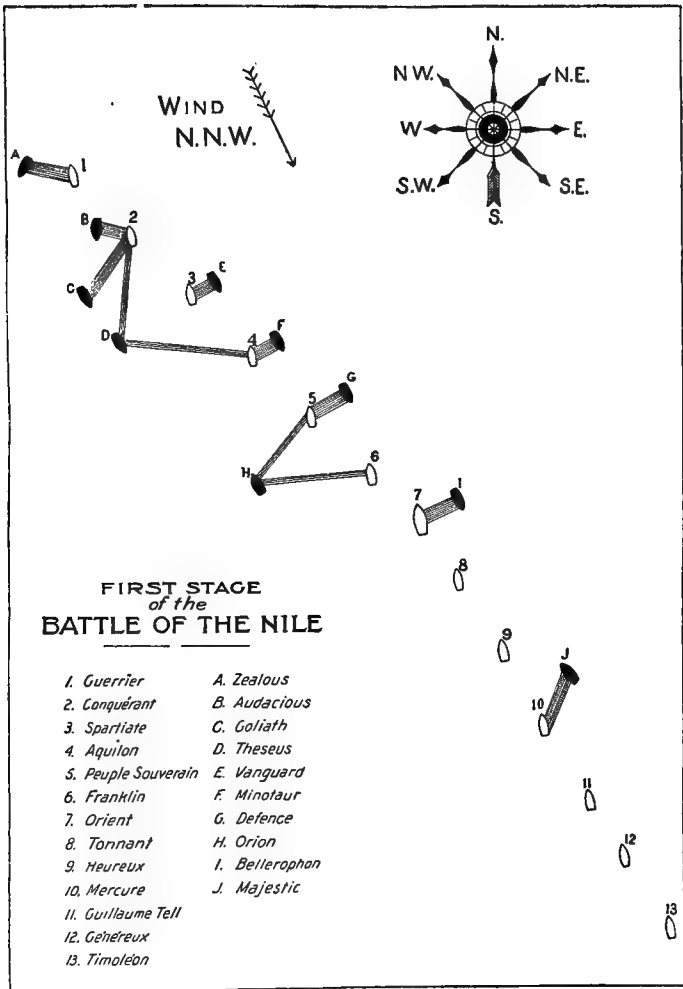 N.
N.W.
N.E.
WIND
N.N.W.
W
E.
S.W.
S.E.
S.
A
1
B
2
C
3
E
D
4
F
G
5
H
6
7
I
8
9
J
10
11
12
13
FIRST STAGE
of the
BATTLE OF THE NILE
1. Guerrier
2. Conquérant
3. Spartiate
4. Aquilon
5. Peuple Souverain
6. Franklin
7. Orient
8. Tonnant
9. Heureux
10. Mercure
11. Guillaume Tell
12. Généreux
13. Timoléon
A. Zealous
B. Audacious
C. Goliath
D. Theseus
E. Vanguard
F. Minotaur
G. Defence
H. Orion
I. Bellerophon
J. Majestic